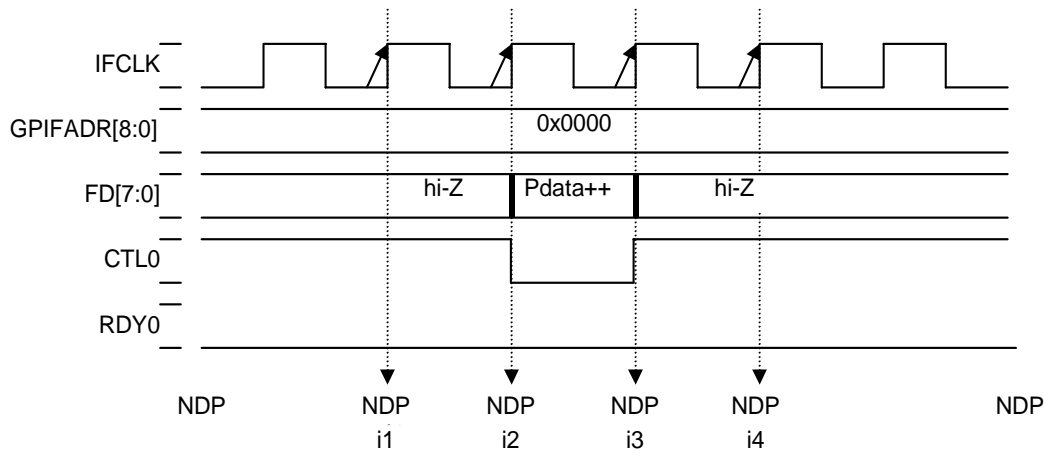 IFCLK
GPIFADR[8:0]
0x0000
FD[7:0]
hi-Z
Pdata++
hi-Z
CTL0
RDY0
NDP NDP NDP NDP NDP NDP
i1 i2 i3 i4